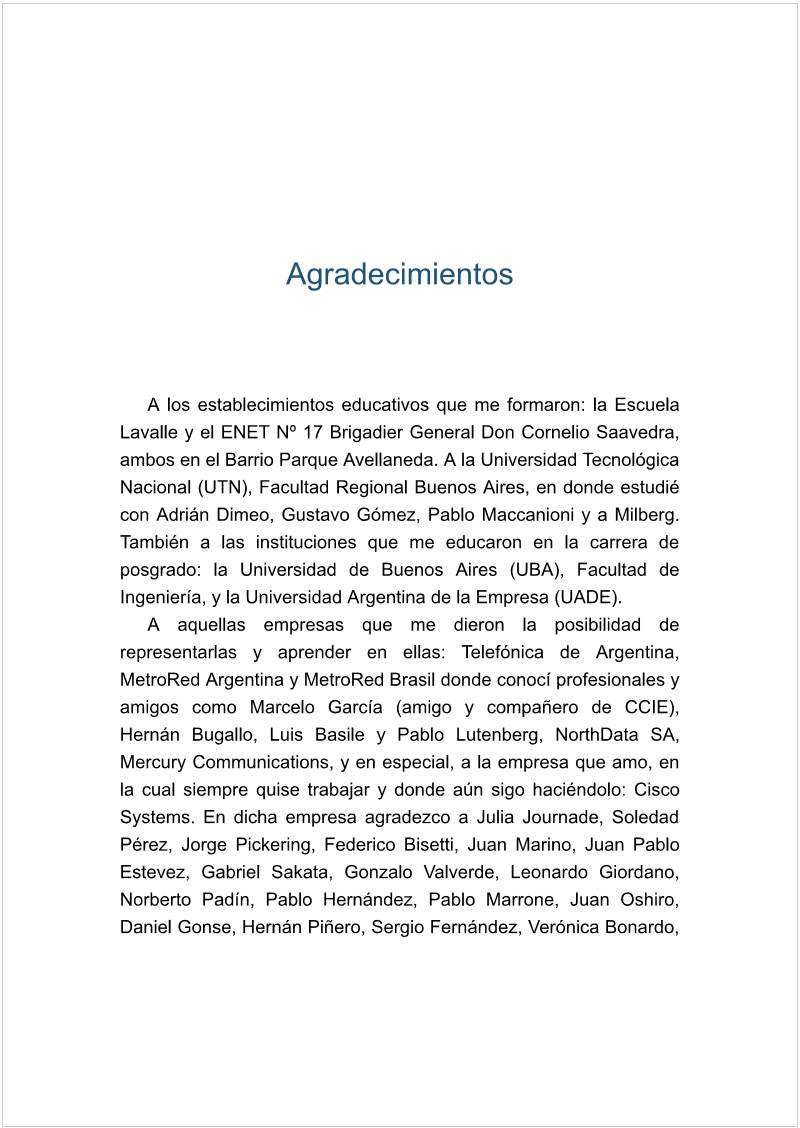 Agradecimientos
A los establecimientos educativos que me formaron: la Escuela
Lavalle y el ENET Nº 17 Brigadier General Don Cornelio Saavedra,
ambos en el Barrio Parque Avellaneda. A la Universidad Tecnológica
Nacional (UTN), Facultad Regional Buenos Aires, en donde estudié
con Adrián Dimeo, Gustavo Gómez, Pablo Maccanioni y a Milberg.
También a las instituciones que me educaron en la carrera de
posgrado: la Universidad de Buenos Aires (UBA), Facultad de
Ingeniería, y la Universidad Argentina de la Empresa (UADE).
A aquellas empresas que me dieron la posibilidad de
representarlas y aprender en ellas: Telefónica de Argentina,
MetroRed Argentina y MetroRed Brasil donde conocí profesionales y
amigos como Marcelo García (amigo y compañero de CCIE),
Hernán Bugallo, Luis Basile y Pablo Lutenberg, NorthData SA,
Mercury Communications, y en especial, a la empresa que amo, en
la cual siempre quise trabajar y donde aún sigo haciéndolo: Cisco
Systems. En dicha empresa agradezco a Julia Journade, Soledad
Pérez, Jorge Pickering, Federico Bisetti, Juan Marino, Juan Pablo
Estevez, Gabriel Sakata, Gonzalo Valverde, Leonardo Giordano,
Norberto Padín, Pablo Hernández, Pablo Marrone, Juan Oshiro,
Daniel Gonse, Hernán Piñero, Sergio Fernández, Verónica Bonardo,